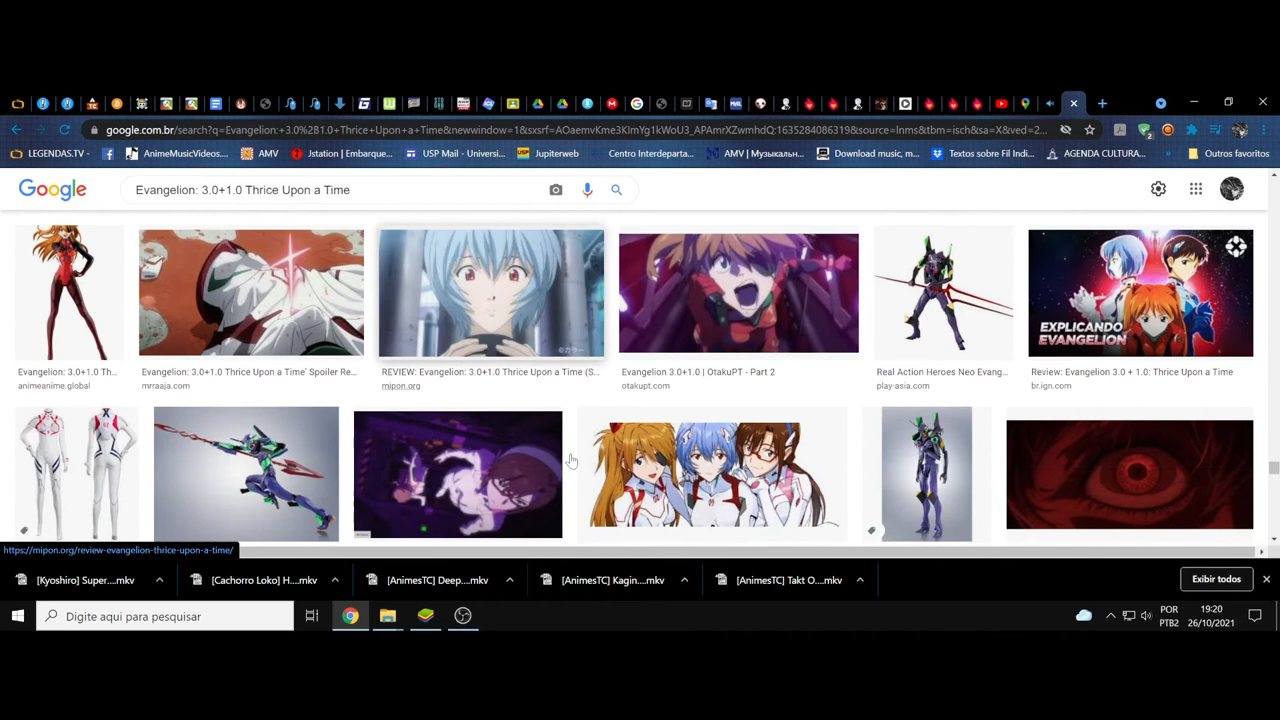 google.com.br/search?q=Evangelion:+3.0%2B1.0+Thrice+Upon+a+Time&newwindow=1&sxsrf=AOaemvKme3KImYg1kWoU3_APAmrXZwmhdQ:1635284086319&source=lnms&tbm=isch&sa=X&ved=2...
LEGENDAS.TV - AnimeMusicVideos.... AMV Jstation | Embarque... USP Mail - Universi... Jupiterweb Centro Interdeparta... AMV | Музыкальн... Download music, m... Textos sobre Fil Indi... AGENDA CULTURA... » Outros favoritos
Google Evangelion: 3.0+1.0 Thrice Upon a Time
©カラー
EXPLICANDO
EVANGELION
Evangelion: 3.0+1.0 Th... Evangelion: 3.0+1.0 Thrice Upon a Time' Spoiler Re... REVIEW: Evangelion: 3.0+1.0 Thrice Upon a Time (S... Evangelion 3.0+1.0 | OtakuPT - Part 2 Real Action Heroes Neo Evang... Review: Evangelion 3.0 + 1.0: Thrice Upon a Time
animeanime.global mrraaja.com mipon.org otakupt.com play-asia.com br.ign.com
https://mipon.org/review-evangelion-thrice-upon-a-time/
[Kyoshiro] Super....mkv [Cachorro Loko] H....mkv [AnimesTC] Deep....mkv [AnimesTC] Kagin....mkv [AnimesTC] Takt O....mkv Exibir todos
Digite aqui para pesquisar
POR 19:20
PTB2 26/10/2021